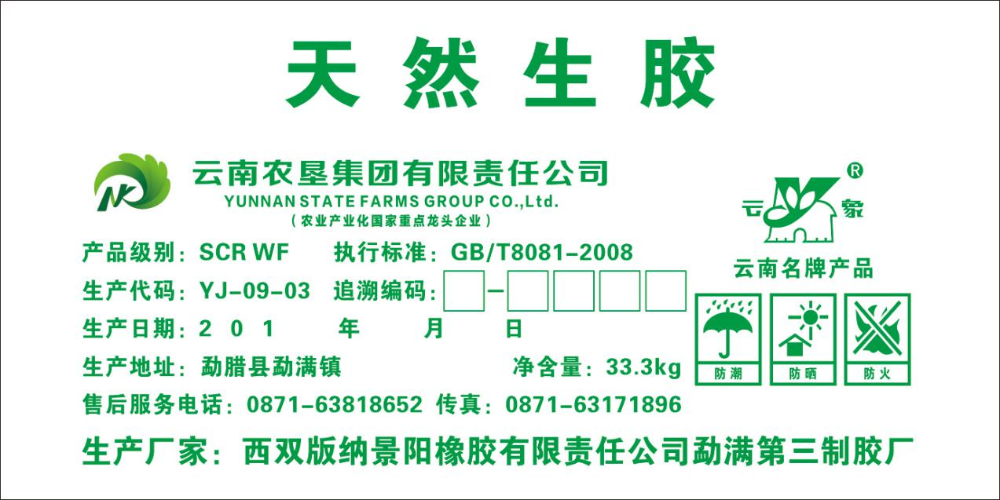 天然生胶
NK
云南农垦集团有限责任公司
YUNNAN STATE FARMS GROUP CO.,Ltd.
（农业产业化国家重点龙头企业）
云象®
云南名牌产品
产品级别：SCR WF 执行标准：GB/T8081-2008
生产代码：YJ-09-03 追溯编码：□-□□□□
生产日期：2 0 1 年 月 日
生产地址：勐腊县勐满镇 净含量：33.3kg
防潮 防晒 防火
售后服务电话：0871-63818652 传真：0871-63171896
生产厂家：西双版纳景阳橡胶有限责任公司勐满第三制胶厂